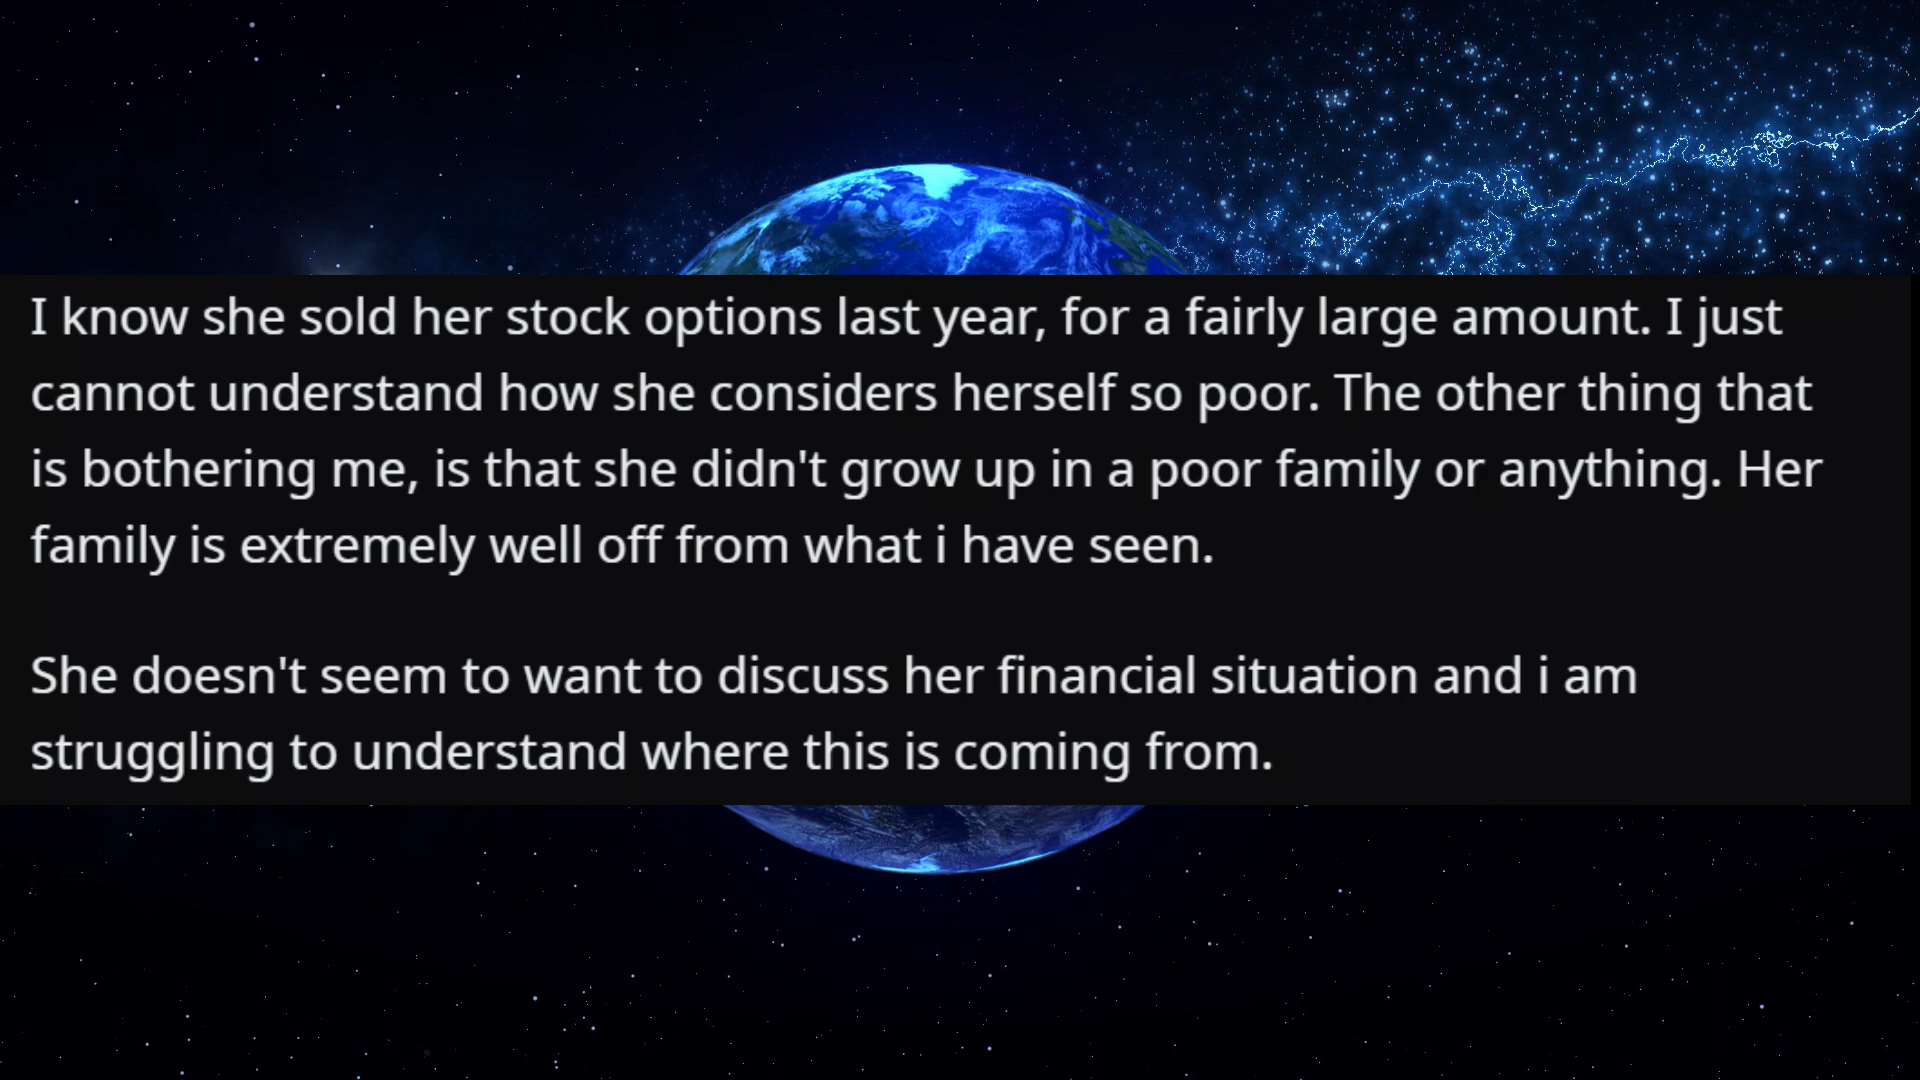 I know she sold her stock options last year, for a fairly large amount. I just
cannot understand how she considers herself so poor. The other thing that
is bothering me, is that she didn't grow up in a poor family or anything. Her
family is extremely well off from what i have seen.
She doesn't seem to want to discuss her financial situation and i am
struggling to understand where this is coming from.